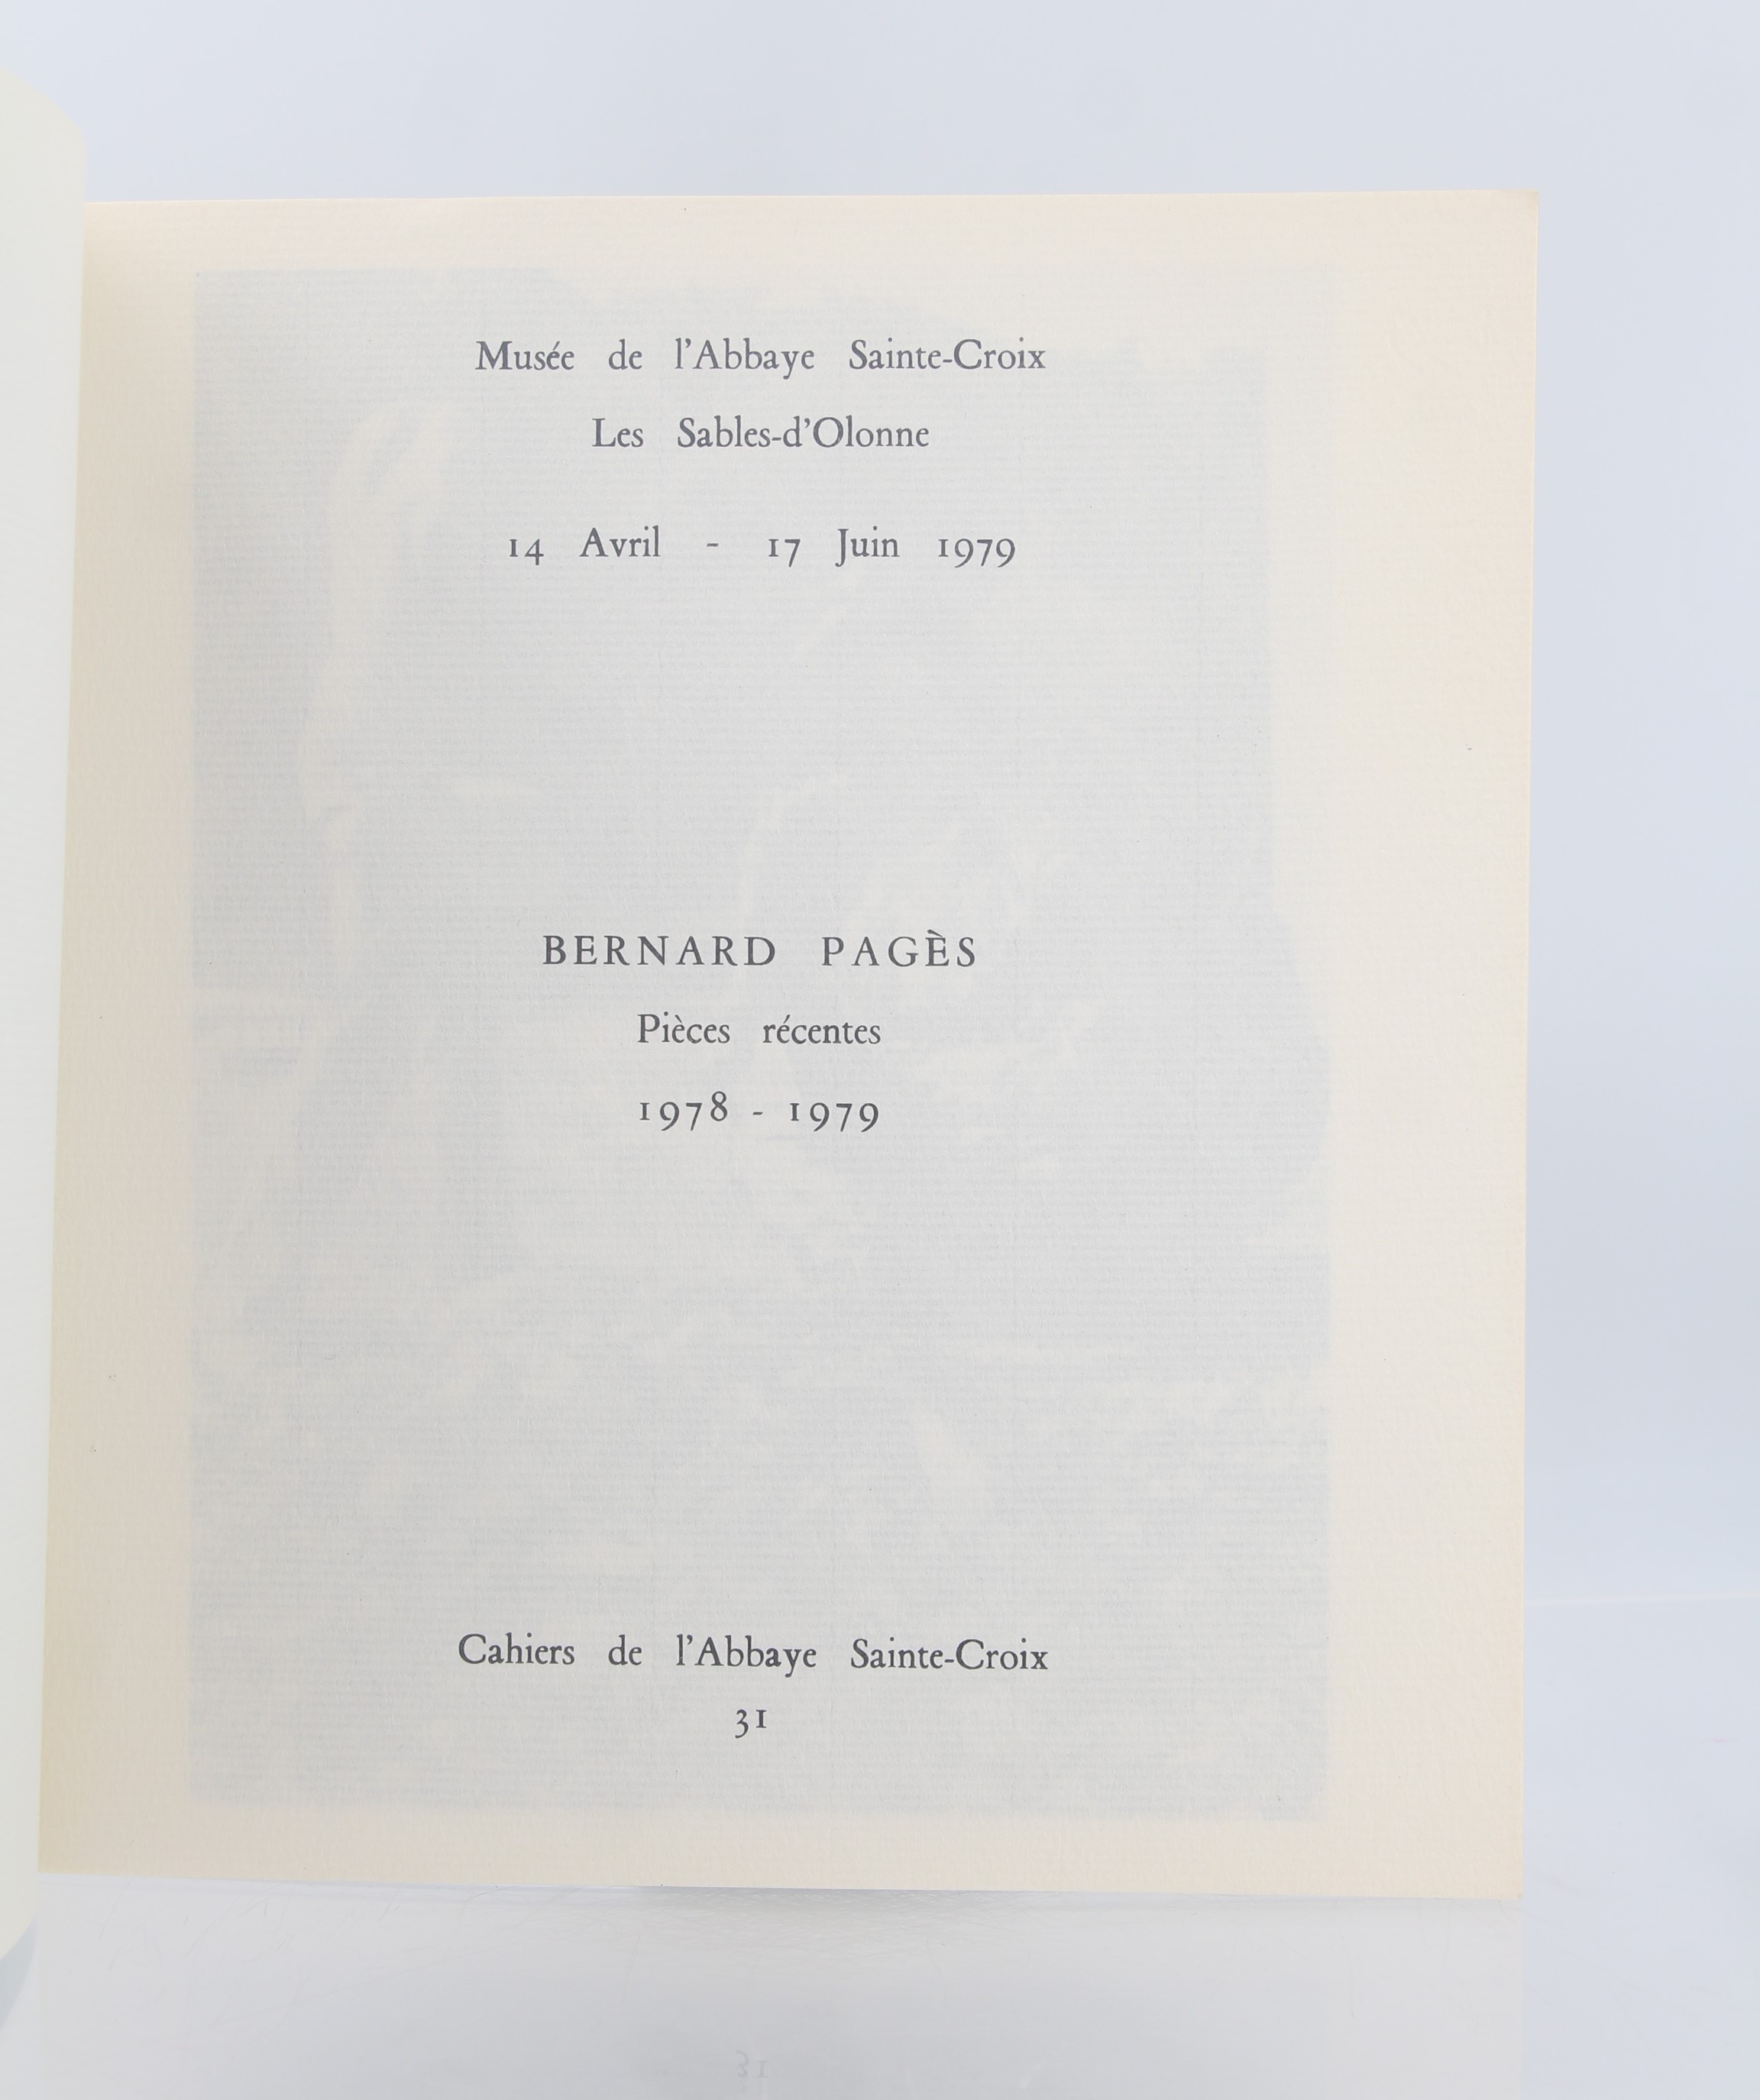 Musée de l'Abbaye Sainte-Croix
Les Sables-d'Olonne
14 Avril - 17 Juin 1979
BERNARD PAGÈS
Pièces récentes
1978 - 1979
Cahiers de l'Abbaye Sainte-Croix
31